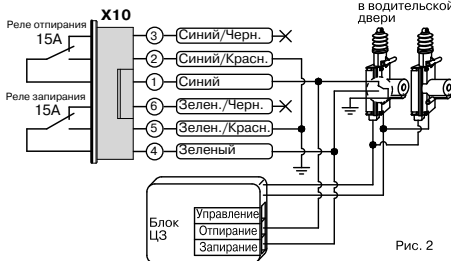 в водительской
двери
X10
Реле отпирания
15А
3 Синий/Черн.
2 Синий/Красн.
1 Синий
Реле запирания
15А
6 Зелен./Черн.
5 Зелен./Красн.
4 Зеленый
Блок
ЦЗ
Управление
Отпирание
Запирание
Рис. 2